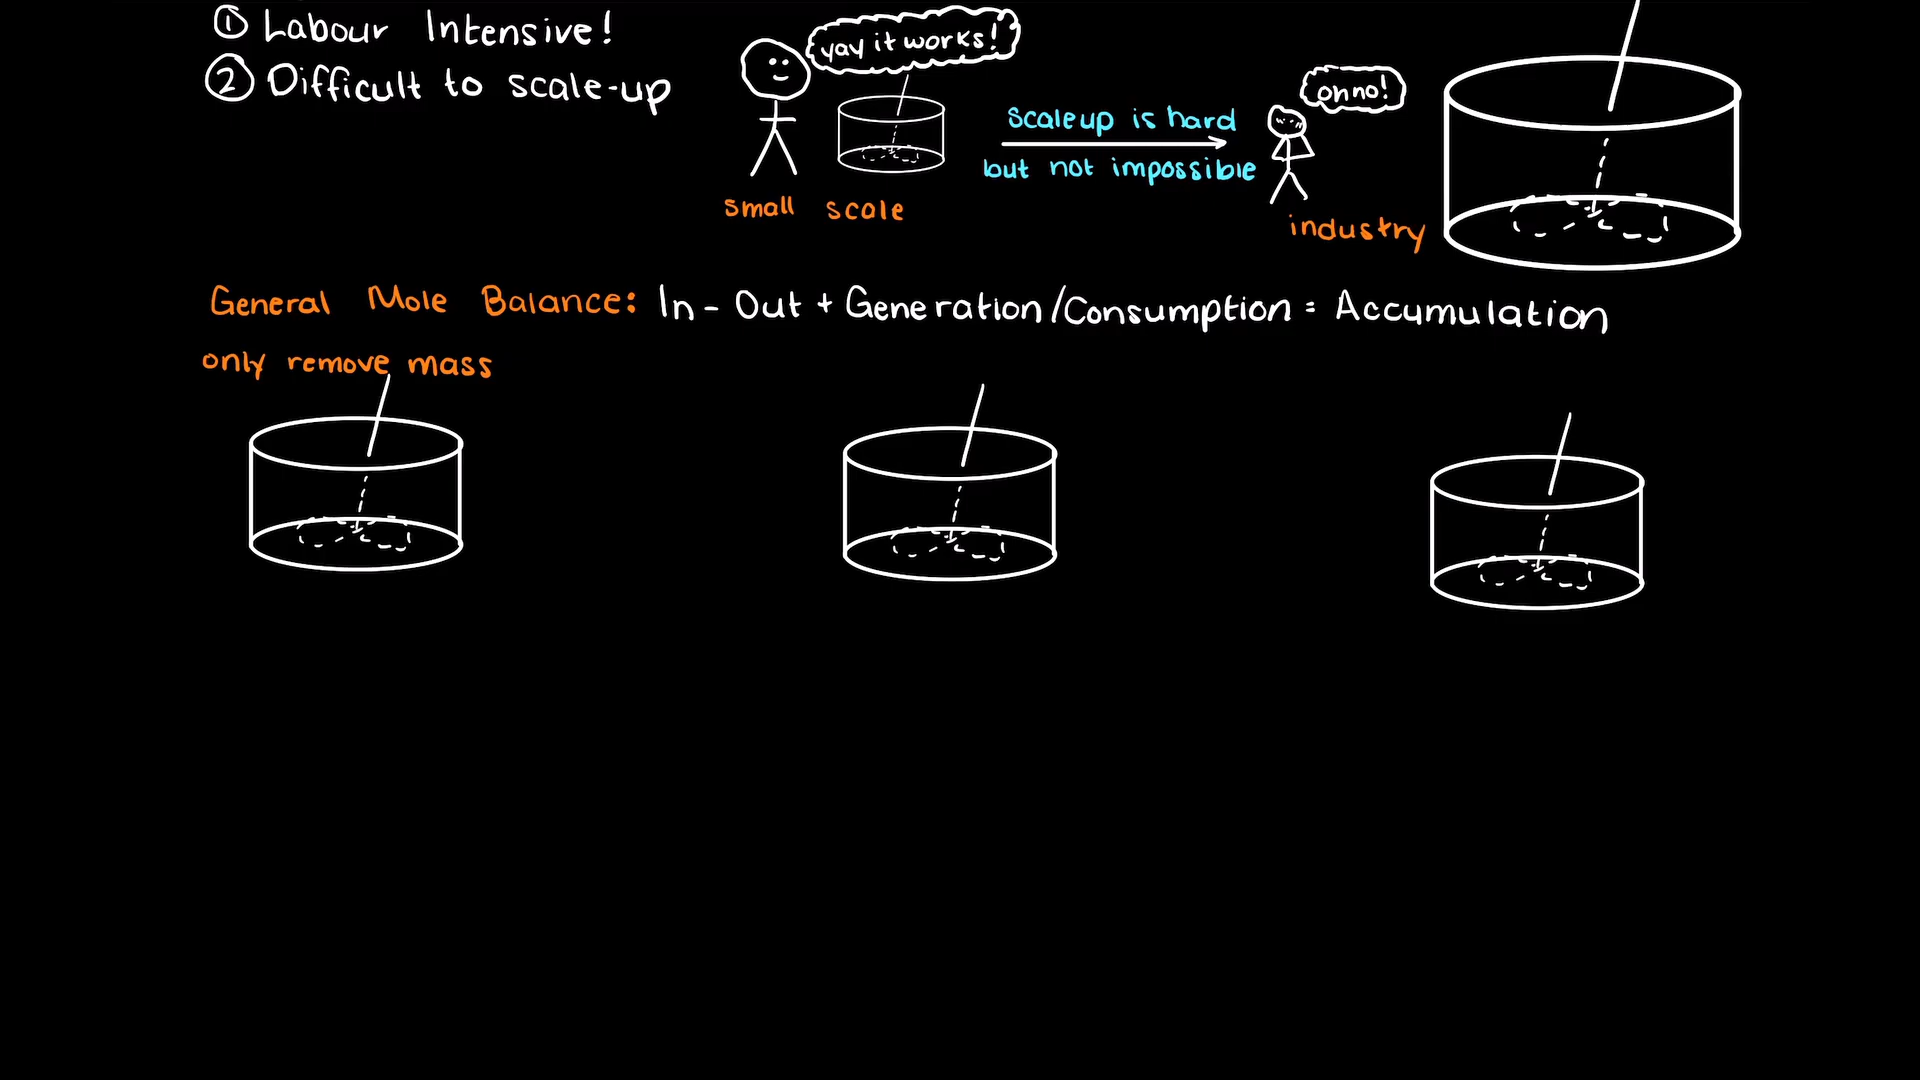 ① Labour Intensive!
② Difficult to scale-up
yay it works!
small scale
scaleup is hard
but not impossible
oh no!
industry
General Mole Balance: In - Out + Generation/Consumption = Accumulation
only remove mass